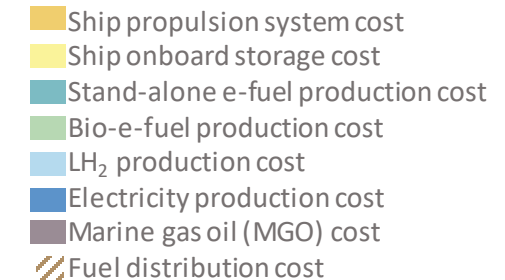 Ship propulsion system cost
Ship onboard storage cost
Stand-alone e-fuel production cost
Bio-e-fuel production cost
LH₂ production cost
Electricity production cost
Marine gas oil (MGO) cost
Fuel distribution cost